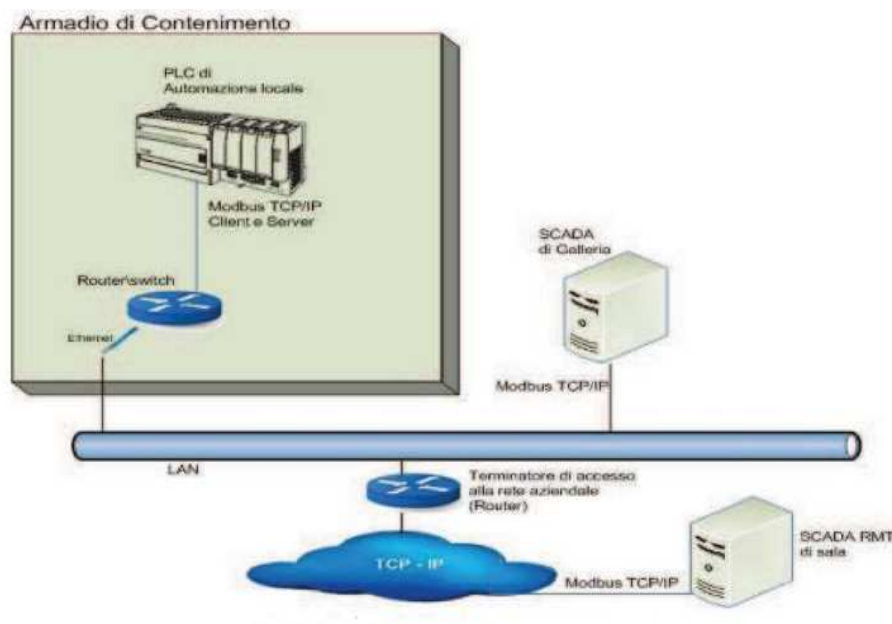 Armadio di Contenimento
PLC di
Automazione locale
Modbus TCP/IP
Client e Server
Router\switch
Ethernet
SCADA
di Galleria
Modbus TCP/IP
LAN
Terminatore di accesso
alla rete aziendale
(Router)
TCP - IP
Modbus TCP/IP
SCADA RMT
di sala